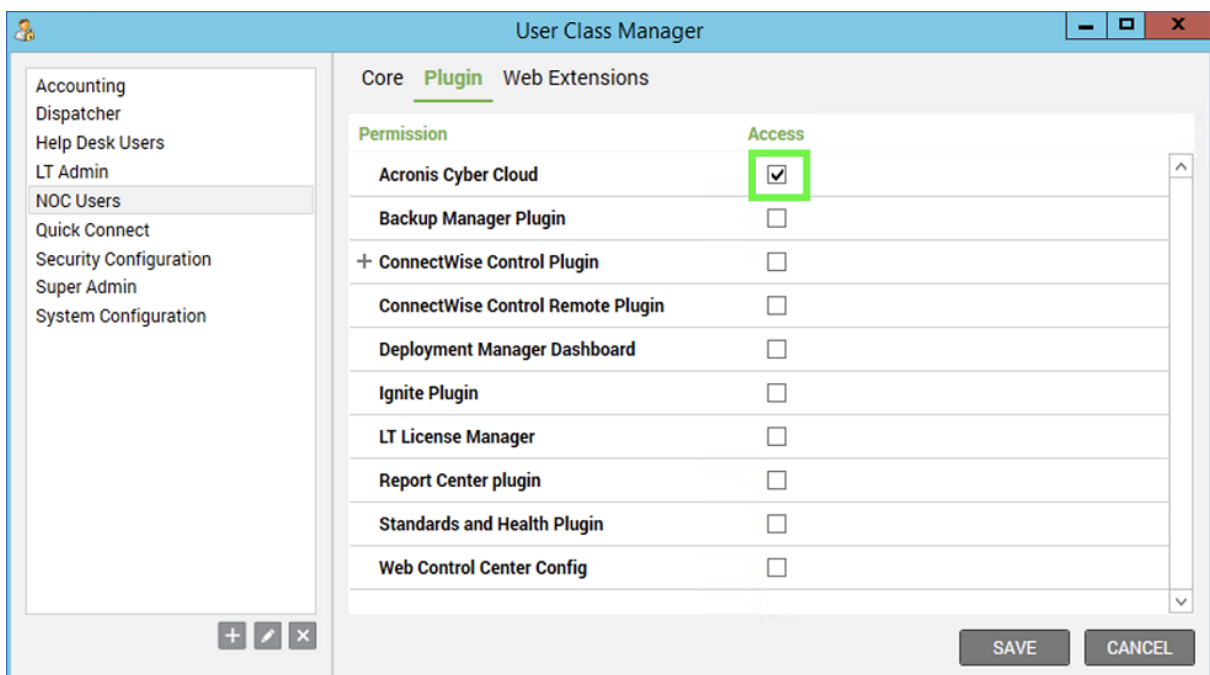 User Class Manager
Accounting
Dispatcher
Help Desk Users
LT Admin
NOC Users
Quick Connect
Security Configuration
Super Admin
System Configuration
Core Plugin Web Extensions
Permission Access
Acronis Cyber Cloud
Backup Manager Plugin
ConnectWise Control Plugin
ConnectWise Control Remote Plugin
Deployment Manager Dashboard
Ignite Plugin
LT License Manager
Report Center plugin
Standards and Health Plugin
Web Control Center Config
SAVE CANCEL